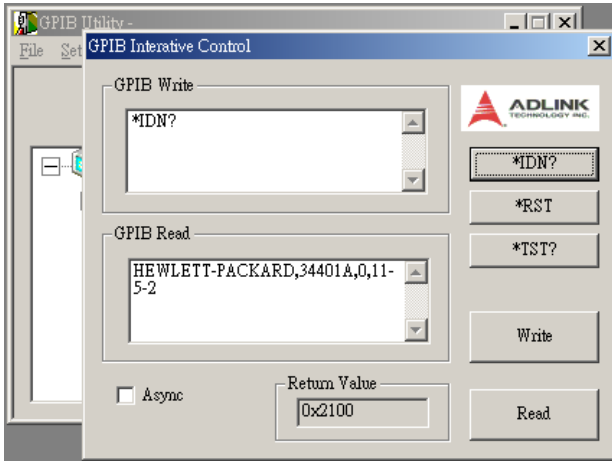 GPIB Utility -
File Set
GPIB Interative Control
GPIB Write
*IDN?
ADLINK
TECHNOLOGY INC.
*IDN?
*RST
*TST?
GPIB Read
HEWLETT-PACKARD,34401A,0,11-
5-2
Write
Async
Return Value
0x2100
Read